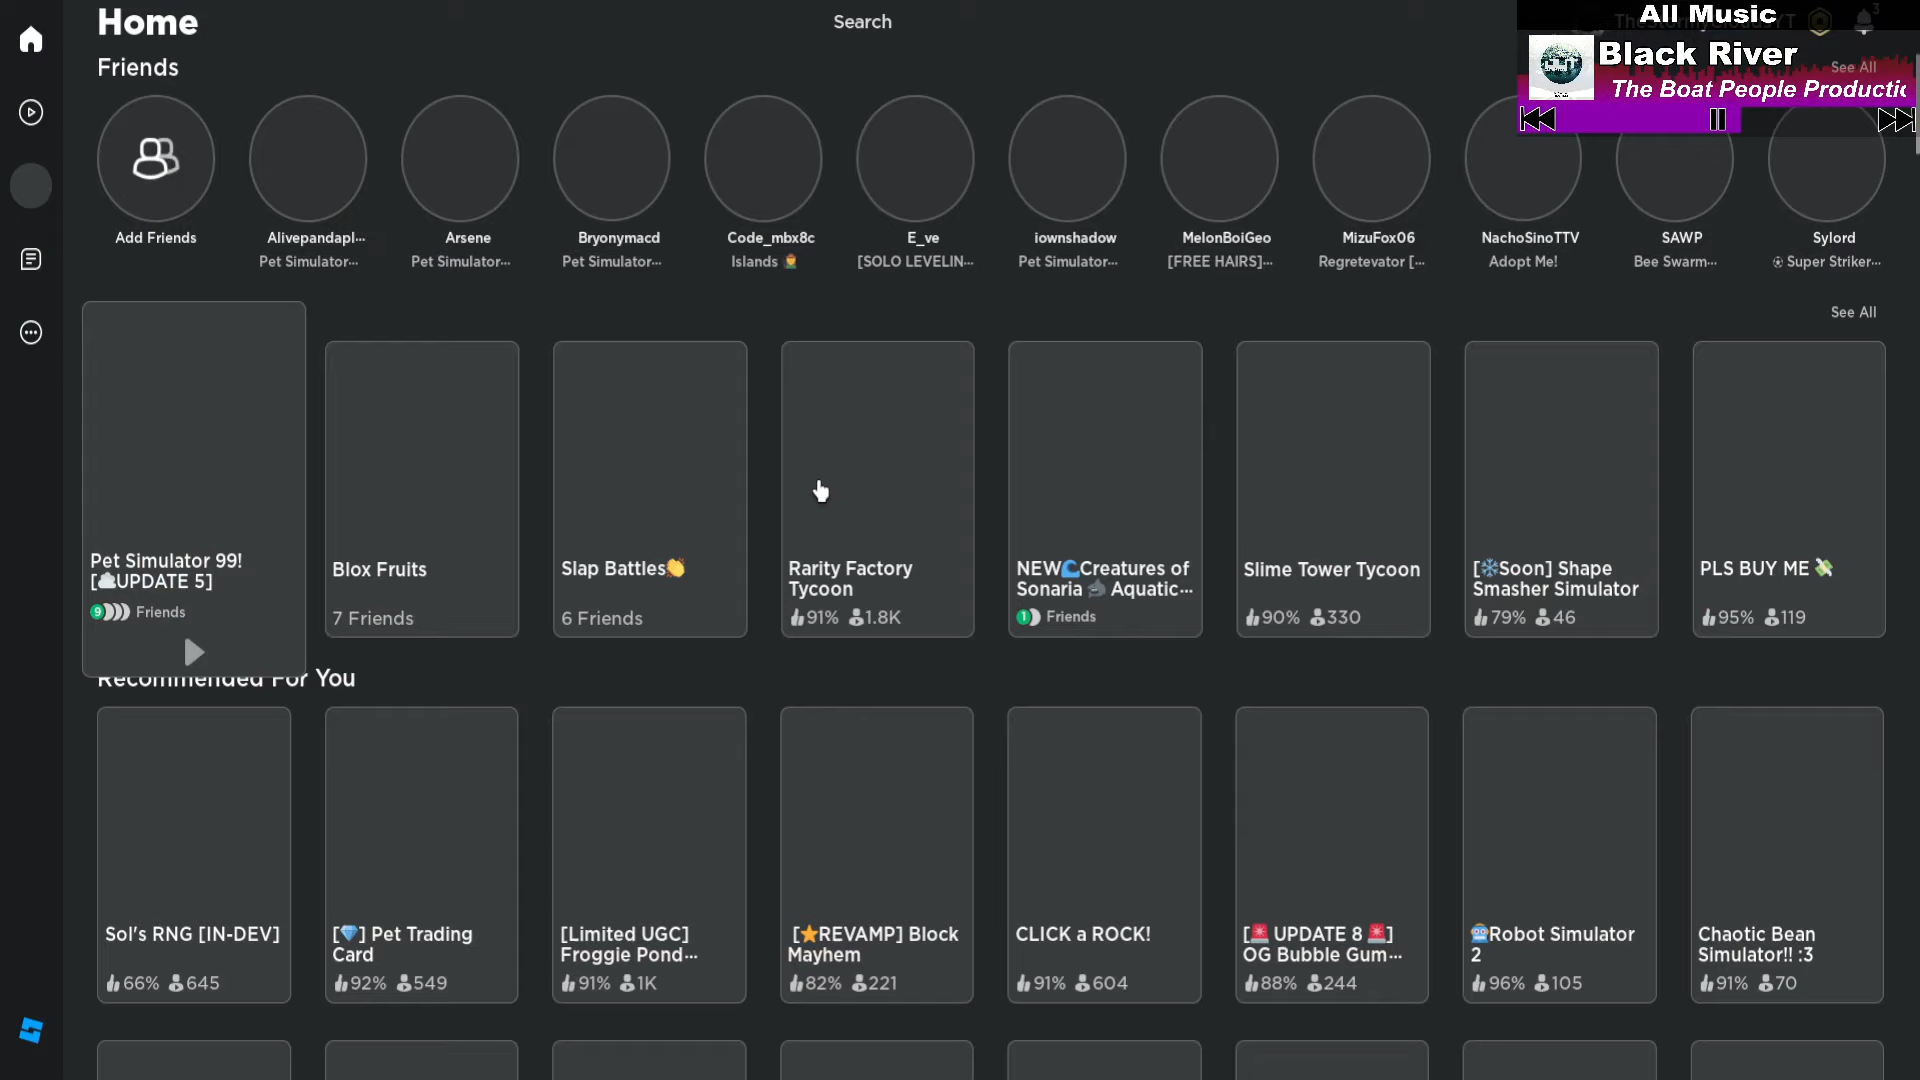 Home
Search
3
All Music
Black River
The Boat People Producti
Friends
See All
Add Friends
Alivepandapl...
Pet Simulator...
Arsene
Pet Simulator...
Bryonymacd
Pet Simulator...
Code_mbx8c
Islands 👨‍🌾
E_ve
[SOLO LEVELIN...
iownshadow
Pet Simulator...
MelonBoiGeo
[FREE HAIRS]...
MizuFox06
Regretevator [...
NachoSinoTTV
Adopt Me!
SAWP
Bee Swarm...
Sylord
⚽ Super Striker...
See All
Pet Simulator 99!
[☁️UPDATE 5]
9 Friends
Blox Fruits
7 Friends
Slap Battles👏
6 Friends
Rarity Factory
Tycoon
91% 1.8K
NEW🌊Creatures of
Sonaria 🦈 Aquatic...
1 Friends
Slime Tower Tycoon
90% 330
[❄️Soon] Shape
Smasher Simulator
79% 46
PLS BUY ME 💸
95% 119
Recommended For You
Sol's RNG [IN-DEV]
66% 645
[💎] Pet Trading
Card
92% 549
[Limited UGC]
Froggie Pond...
91% 1K
[⭐REVAMP] Block
Mayhem
82% 221
CLICK a ROCK!
91% 604
[🚨 UPDATE 8 🚨]
OG Bubble Gum...
88% 244
🤖Robot Simulator
2
96% 105
Chaotic Bean
Simulator!! :3
91% 70